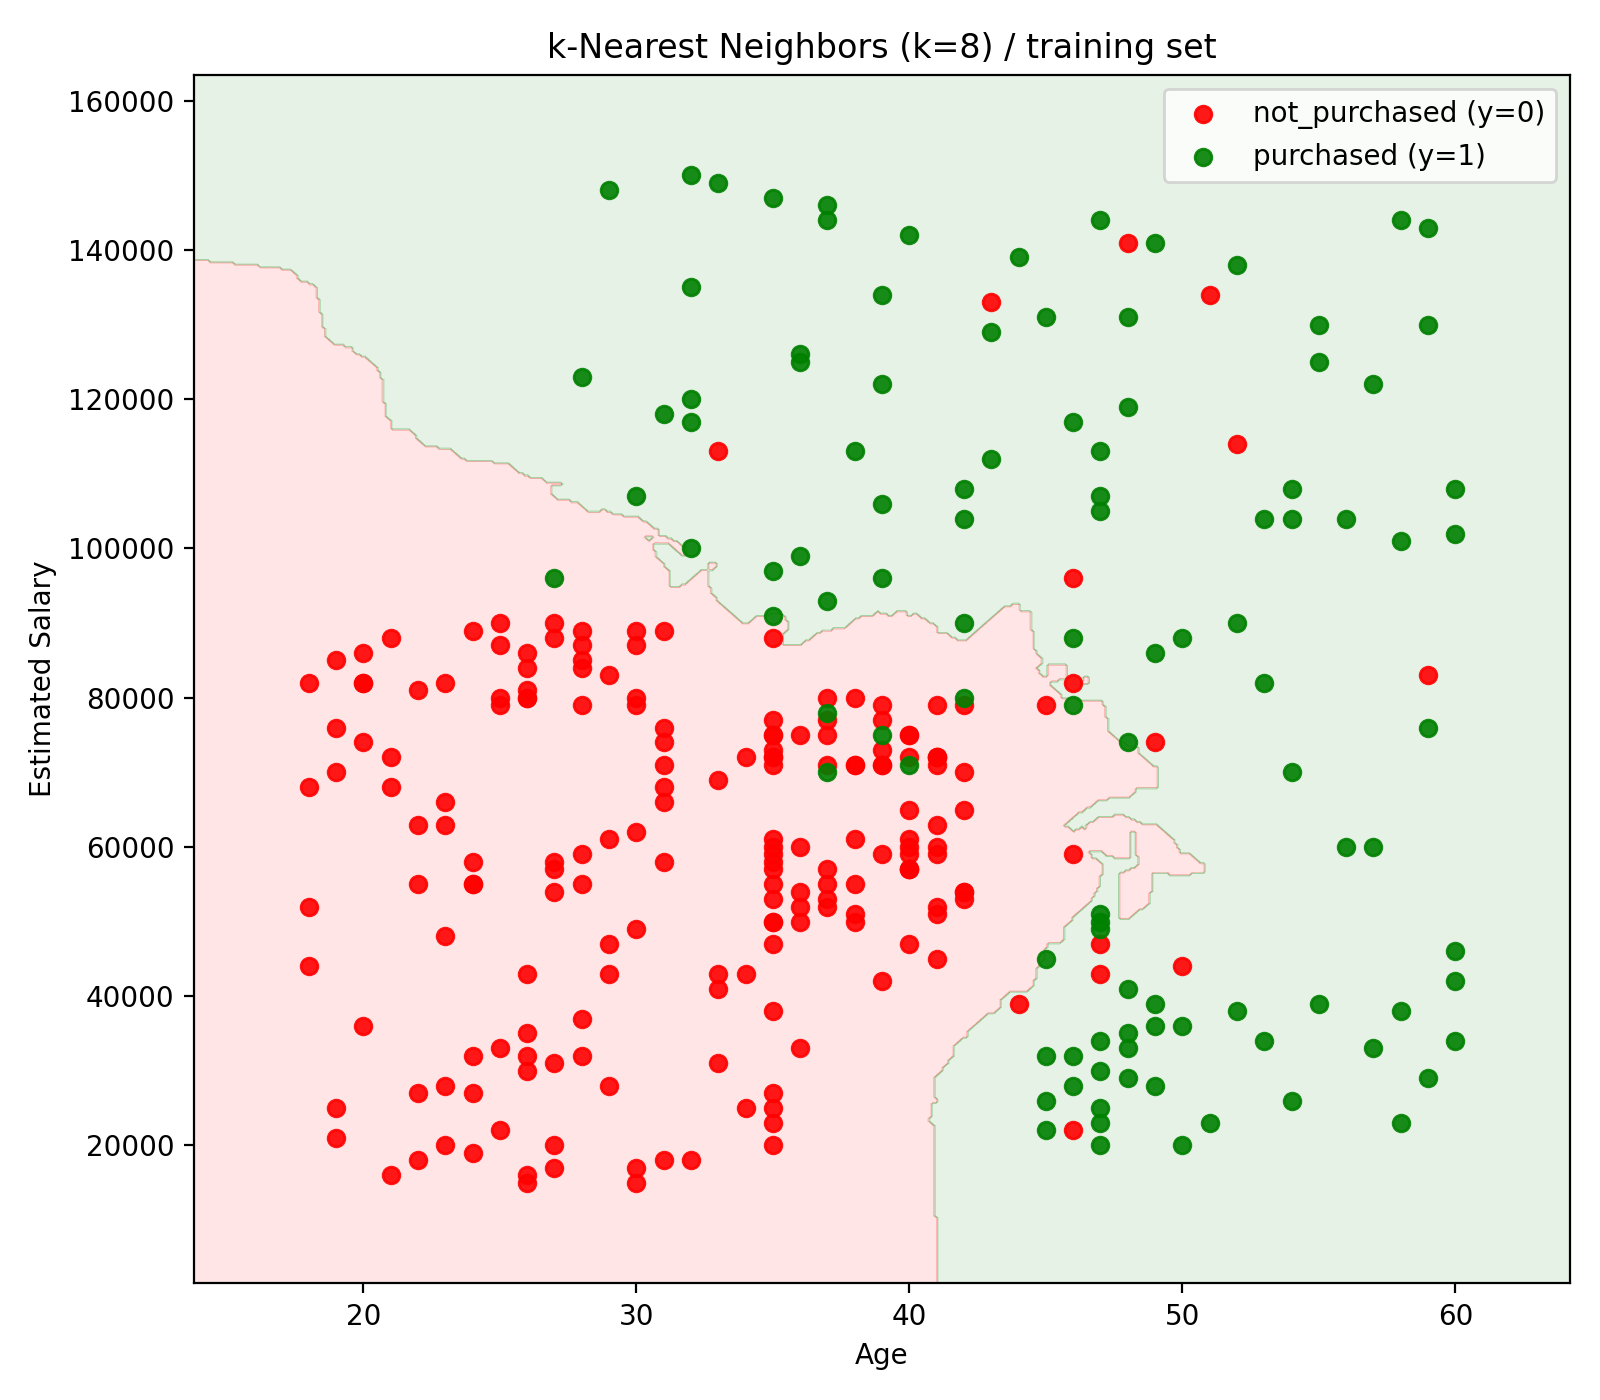 k-Nearest Neighbors (k=8) / training set
not_purchased (y=0)
purchased (y=1)
160000
140000
120000
100000
80000
60000
40000
20000
Estimated Salary
20 30 40 50 60
Age